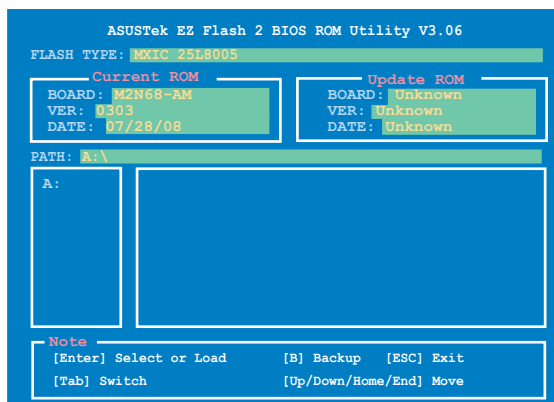 ASUSTek EZ Flash 2 BIOS ROM Utility V3.06
FLASH TYPE: MXIC 25L8005
Current ROM
BOARD: M2N68-AM
VER: 0303
DATE: 07/28/08
Update ROM
BOARD: Unknown
VER: Unknown
DATE: Unknown
PATH: A:\
A:
Note
[Enter] Select or Load [B] Backup [ESC] Exit
[Tab] Switch [Up/Down/Home/End] Move